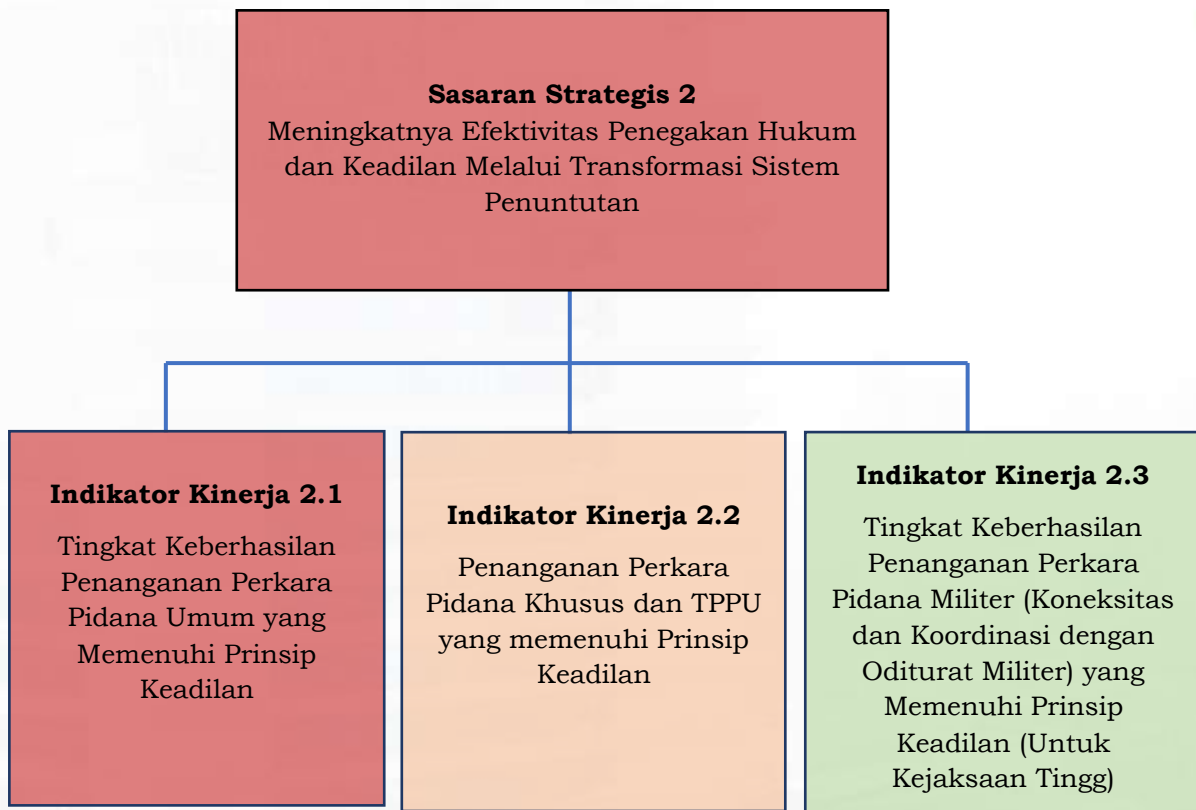 Sasaran Strategis 2
Meningkatnya Efektivitas Penegakan Hukum
dan Keadilan Melalui Transformasi Sistem
Penuntutan
Indikator Kinerja 2.1
Tingkat Keberhasilan
Penanganan Perkara
Pidana Umum yang
Memenuhi Prinsip
Keadilan
Indikator Kinerja 2.2
Penanganan Perkara
Pidana Khusus dan TPPU
yang memenuhi Prinsip
Keadilan
Indikator Kinerja 2.3
Tingkat Keberhasilan
Penanganan Perkara
Pidana Militer (Koneksitas
dan Koordinasi dengan
Oditurat Militer) yang
Memenuhi Prinsip
Keadilan (Untuk
Kejaksaan Tingg)